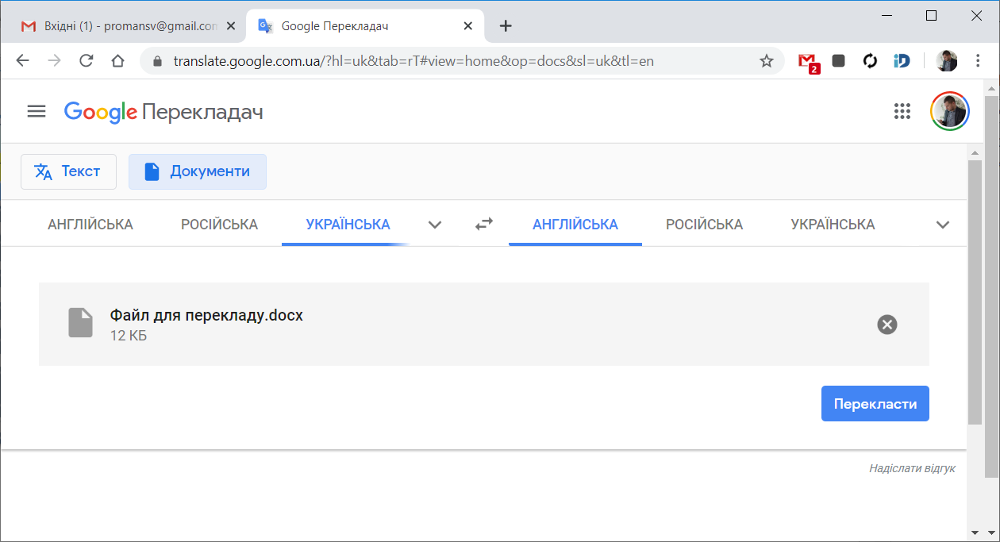 Вхідні (1) - promansv@gmail.com
Google Перекладач
translate.google.com.ua/?hl=uk&tab=rT#view=home&op=docs&sl=uk&tl=en
2
Google Перекладач
Текст
Документи
АНГЛІЙСЬКА РОСІЙСЬКА УКРАЇНСЬКА АНГЛІЙСЬКА РОСІЙСЬКА УКРАЇНСЬКА
Файл для перекладу.docx
12 КБ
Перекласти
Надіслати відгук